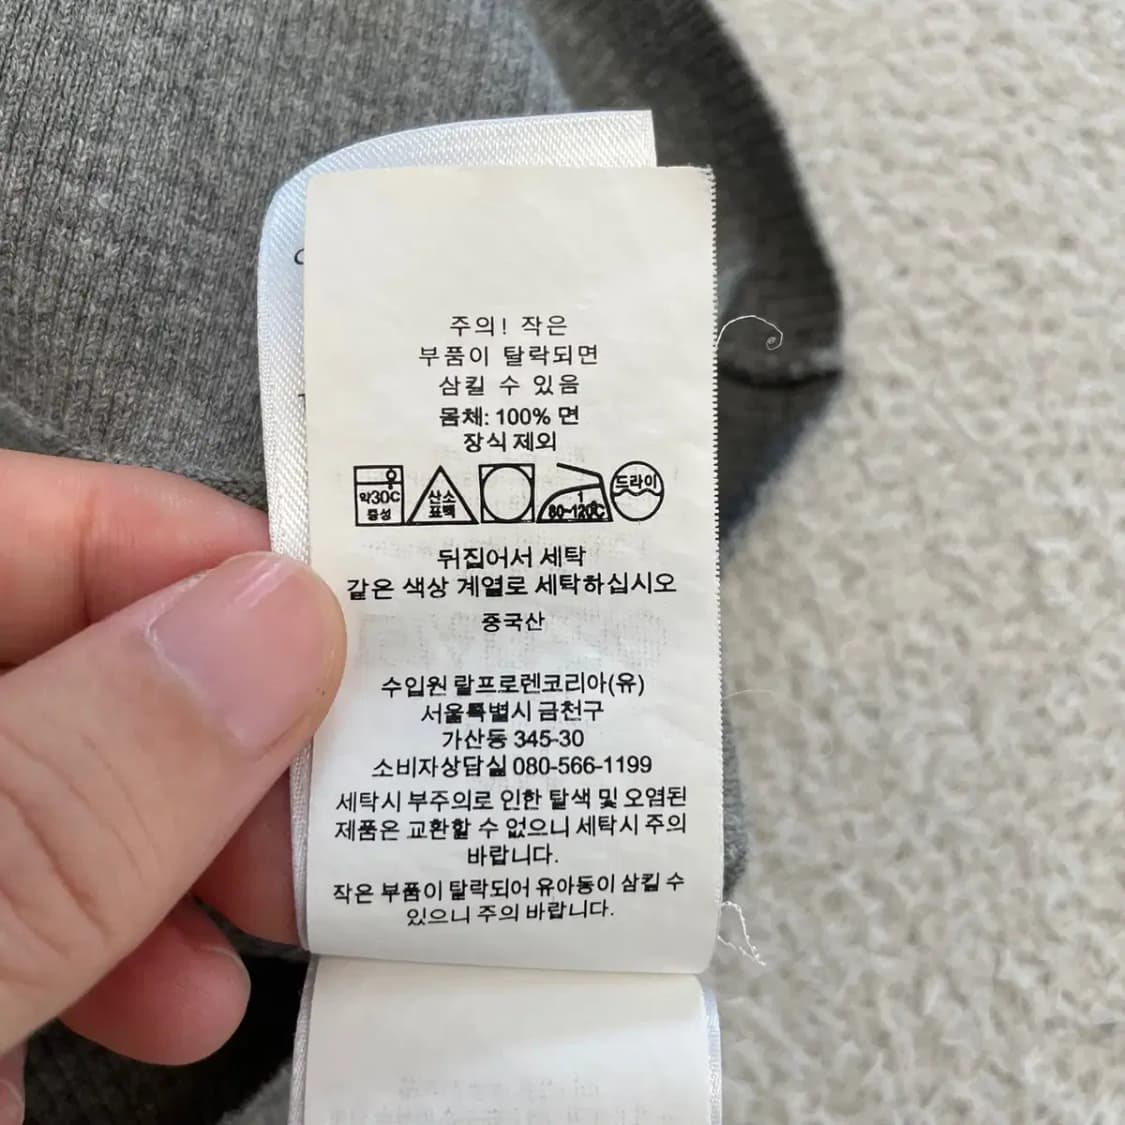 주의! 작은
부품이 탈락되면
삼킬 수 있음
몸체: 100% 면
장식 제외
약30C
중성
산소
표백
1
80~120C
드라이
뒤집어서 세탁
같은 색상 계열로 세탁하십시오
중국산
수입원 랄프로렌코리아(유)
서울특별시 금천구
가산동 345-30
소비자상담실 080-566-1199
세탁시 부주의로 인한 탈색 및 오염된
제품은 교환할 수 없으니 세탁시 주의
바랍니다.
작은 부품이 탈락되어 유아동이 삼킬 수
있으니 주의 바랍니다.